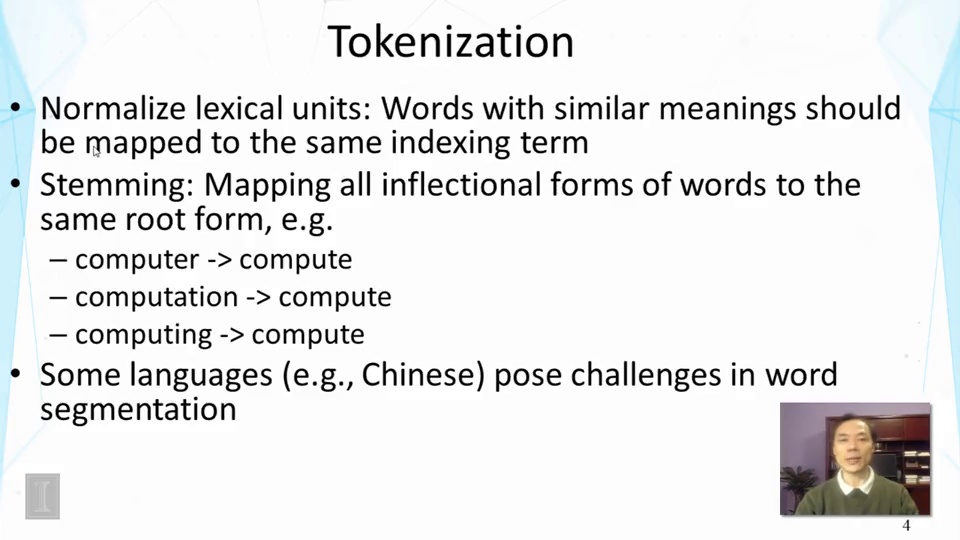 Tokenization
• Normalize lexical units: Words with similar meanings should
be mapped to the same indexing term
• Stemming: Mapping all inflectional forms of words to the
same root form, e.g.
– computer -> compute
– computation -> compute
– computing -> compute
• Some languages (e.g., Chinese) pose challenges in word
segmentation
I
4